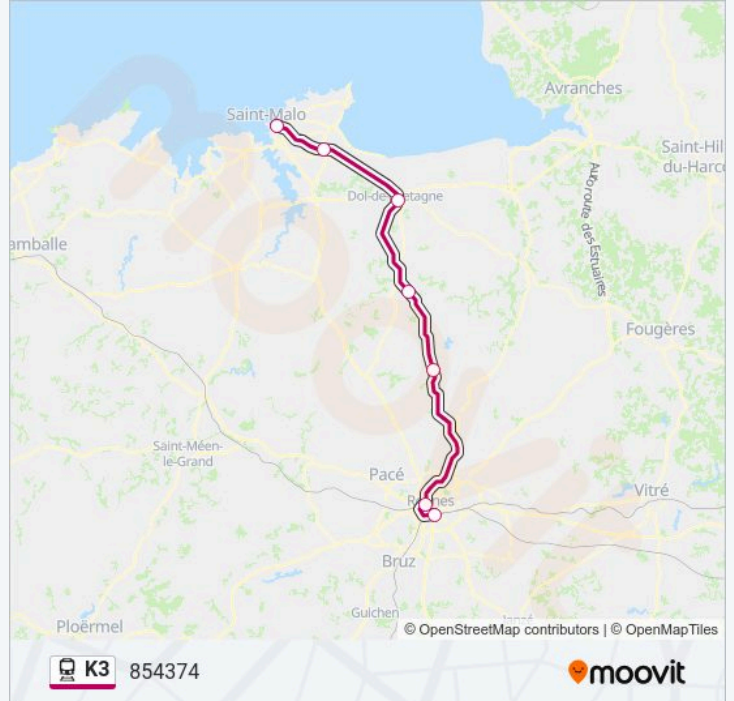 Avranches
Saint-Malo
Saint-Hil
du-Harco
Autoroute des Estuaires
Dol-de-Bretagne
amballe
Fougères
Saint-Méen-
le-Grand
Pacé
Rennes
Vitré
Bruz
Guichen
Ploërmel
© OpenStreetMap contributors | © OpenMapTiles
K3 854374
moovit